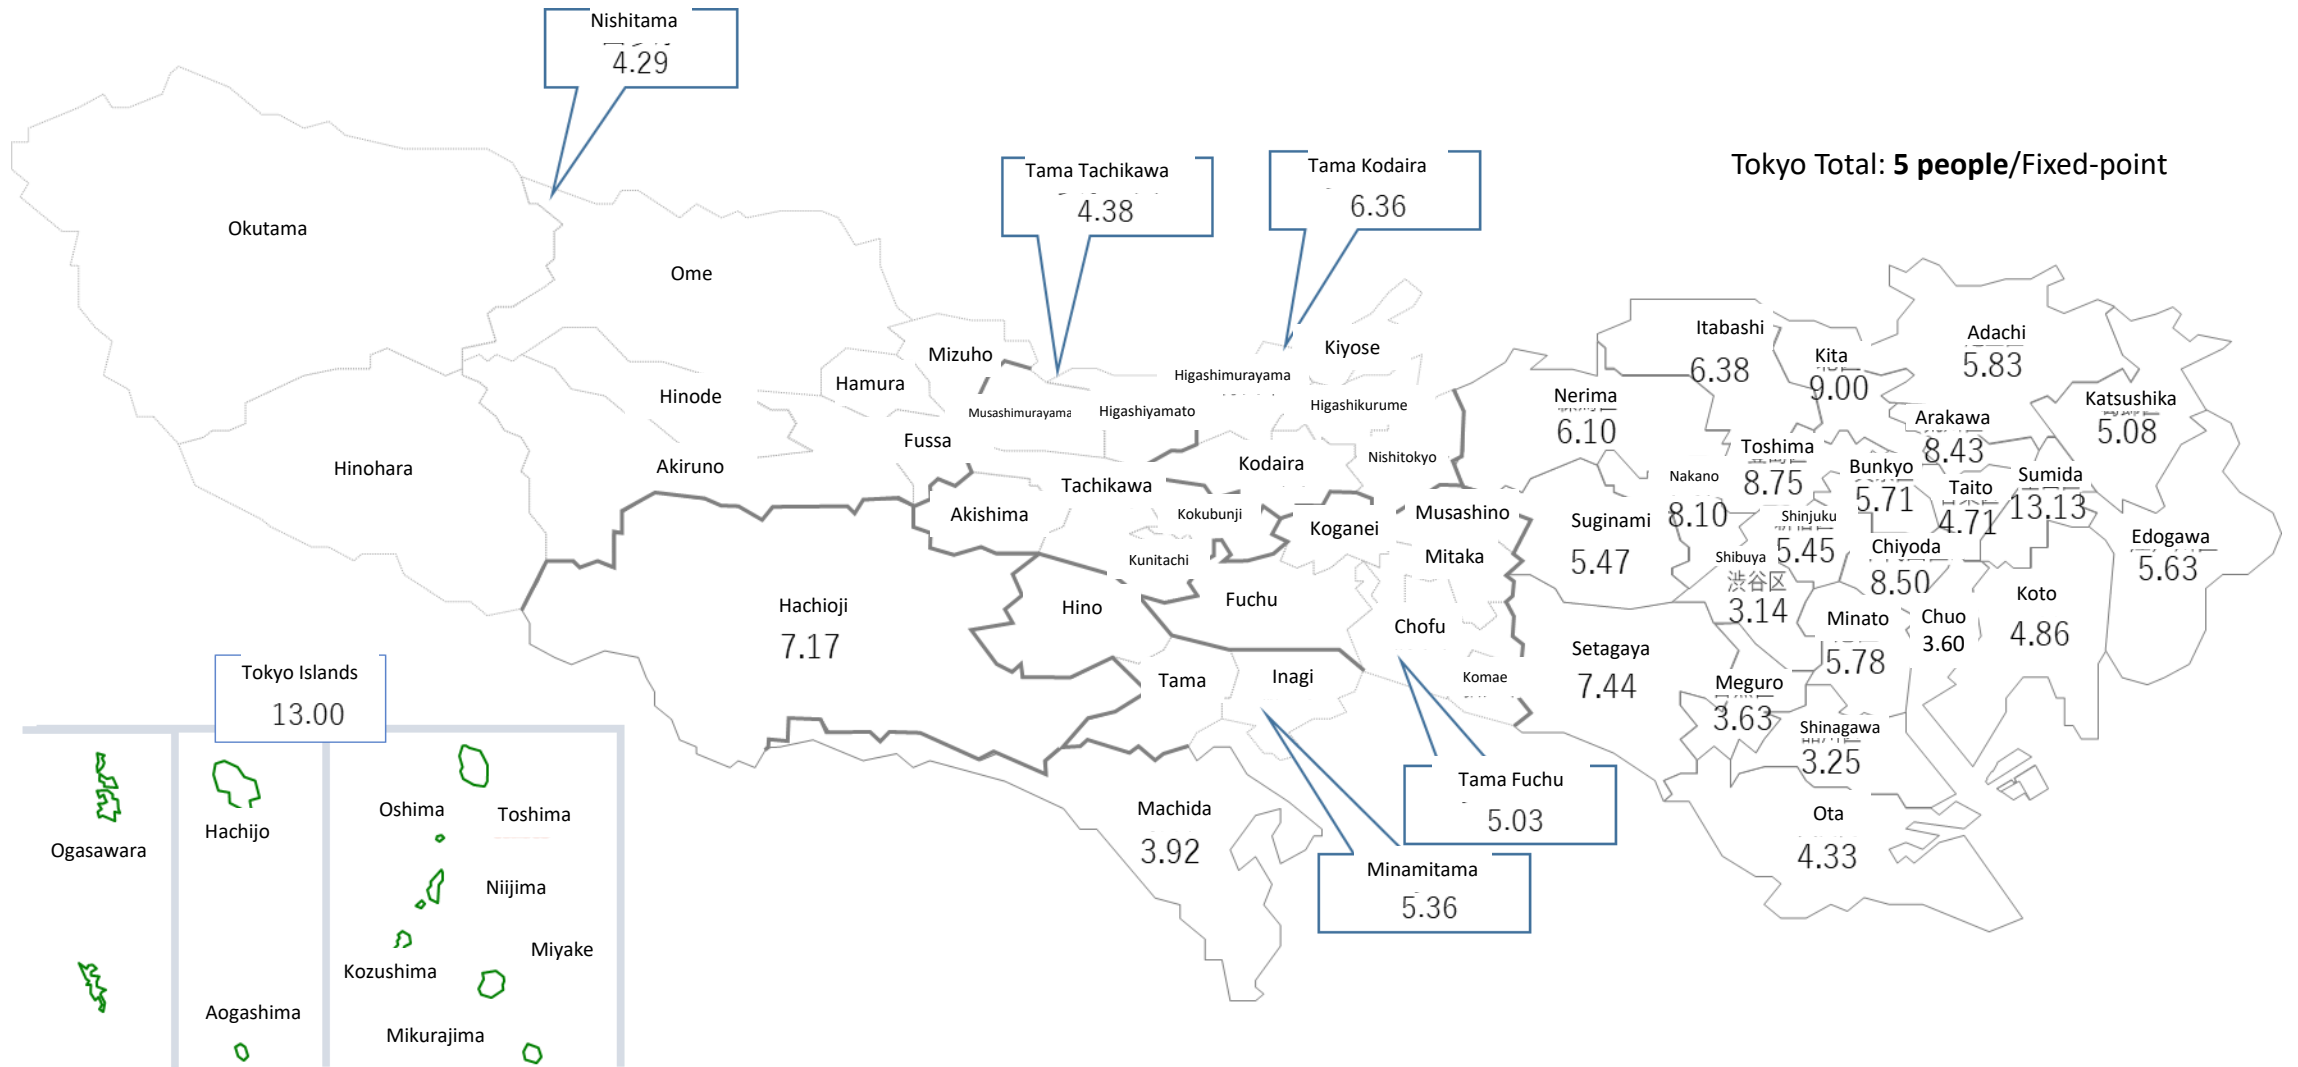 Nishitama
4.29
Tama Tachikawa
4.38
Tama Kodaira
6.36
Tokyo Total: 5 people/Fixed-point
Okutama
Ome
Mizuho
Hamura
Hinode
Fussa
Akiruno
Hinohara
Kiyose
Higashimurayama
Musashimurayama
Higashiyamato
Higashikurume
Kodaira
Nishitokyo
Tachikawa
Akishima
Kokubunji
Koganei
Musashino
Mitaka
Kunitachi
Hachioji
7.17
Hino
Fuchu
Chofu
Tama
Inagi
Komae
Machida
3.92
Tama Fuchu
5.03
Minamitama
5.36
Itabashi
6.38
Kita
9.00
Adachi
5.83
Nerima
6.10
Arakawa
8.43
Katsushika
5.08
Toshima
8.75
Nakano
8.10
Bunkyo
5.71
Taito
4.71
Sumida
13.13
Suginami
5.47
Shinjuku
5.45
Chiyoda
8.50
Edogawa
5.63
Shibuya
渋谷区
3.14
Minato
5.78
Chuo
3.60
Koto
4.86
Setagaya
7.44
Meguro
3.63
Shinagawa
3.25
Ota
4.33
Tokyo Islands
13.00
Ogasawara
Hachijo
Aogashima
Oshima
Toshima
Niijima
Kozushima
Miyake
Mikurajima